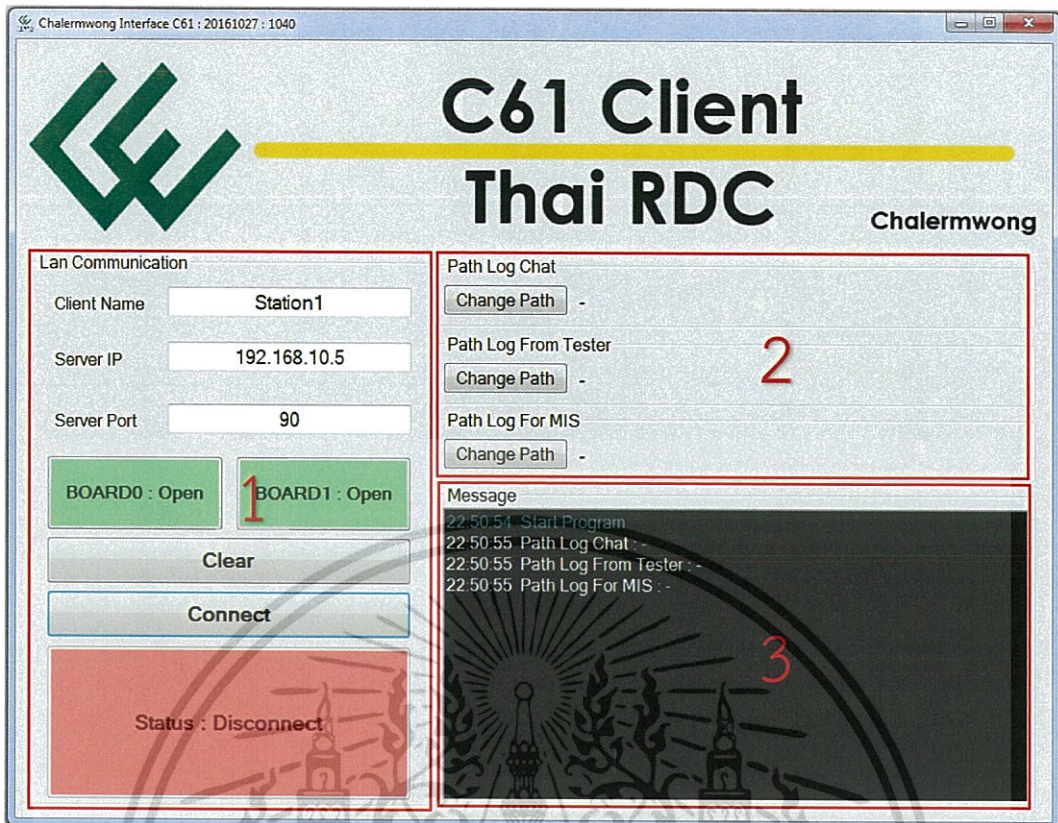 Chalermwong Interface C61 : 20161027 : 1040
C61 Client
Thai RDC
Chalermwong
Lan Communication
Client Name
Station1
Server IP
192.168.10.5
Server Port
90
BOARD0 : Open
BOARD1 : Open
1
Clear
Connect
Status : Disconnect
Path Log Chat
Change Path -
Path Log From Tester
Change Path -
2
Path Log For MIS
Change Path -
Message
22:50:54 Start Program
22:50:55 Path Log Chat : -
22:50:55 Path Log From Tester : -
22:50:55 Path Log For MIS : -
3